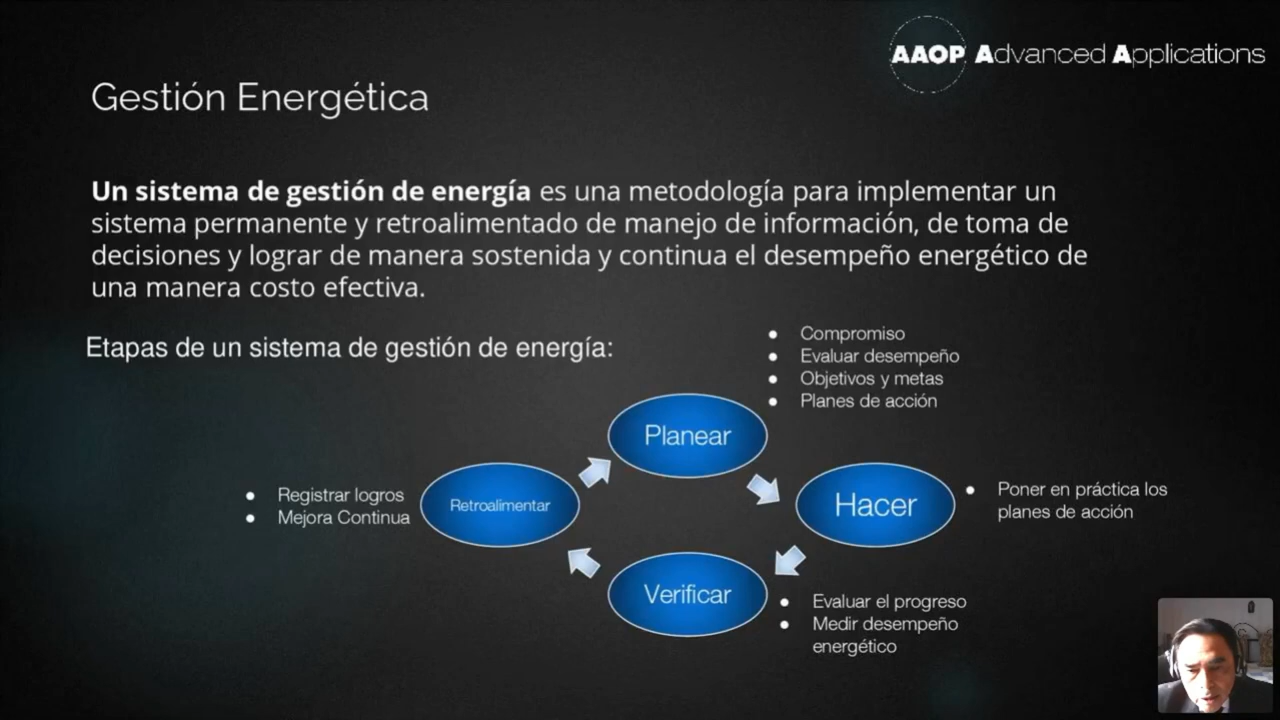 AAOP Advanced Applications
Gestión Energética
Un sistema de gestión de energía es una metodología para implementar un
sistema permanente y retroalimentado de manejo de información, de toma de
decisiones y lograr de manera sostenida y continua el desempeño energético de
una manera costo efectiva.
Etapas de un sistema de gestión de energía:
• Compromiso
• Evaluar desempeño
• Objetivos y metas
• Planes de acción
Planear
Hacer
• Poner en práctica los
planes de acción
Verificar
• Evaluar el progreso
• Medir desempeño
energético
Retroalimentar
• Registrar logros
• Mejora Continua